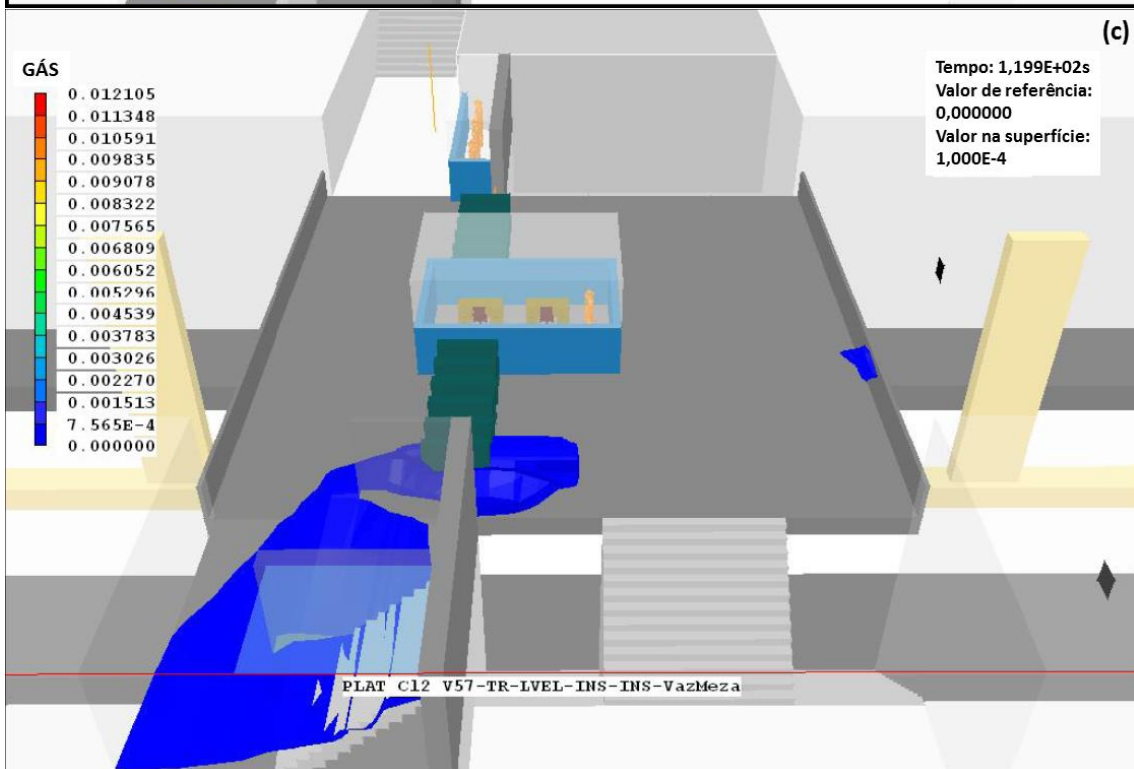 (c)
GÁS
0.012105
0.011348
0.010591
0.009835
0.009078
0.008322
0.007565
0.006809
0.006052
0.005296
0.004539
0.003783
0.003026
0.002270
0.001513
7.565E-4
0.000000
Tempo: 1,199E+02s
Valor de referência:
0,000000
Valor na superfície:
1,000E-4
PLAT C12 V57-TR-LVEL-INS-INS-VazMeza